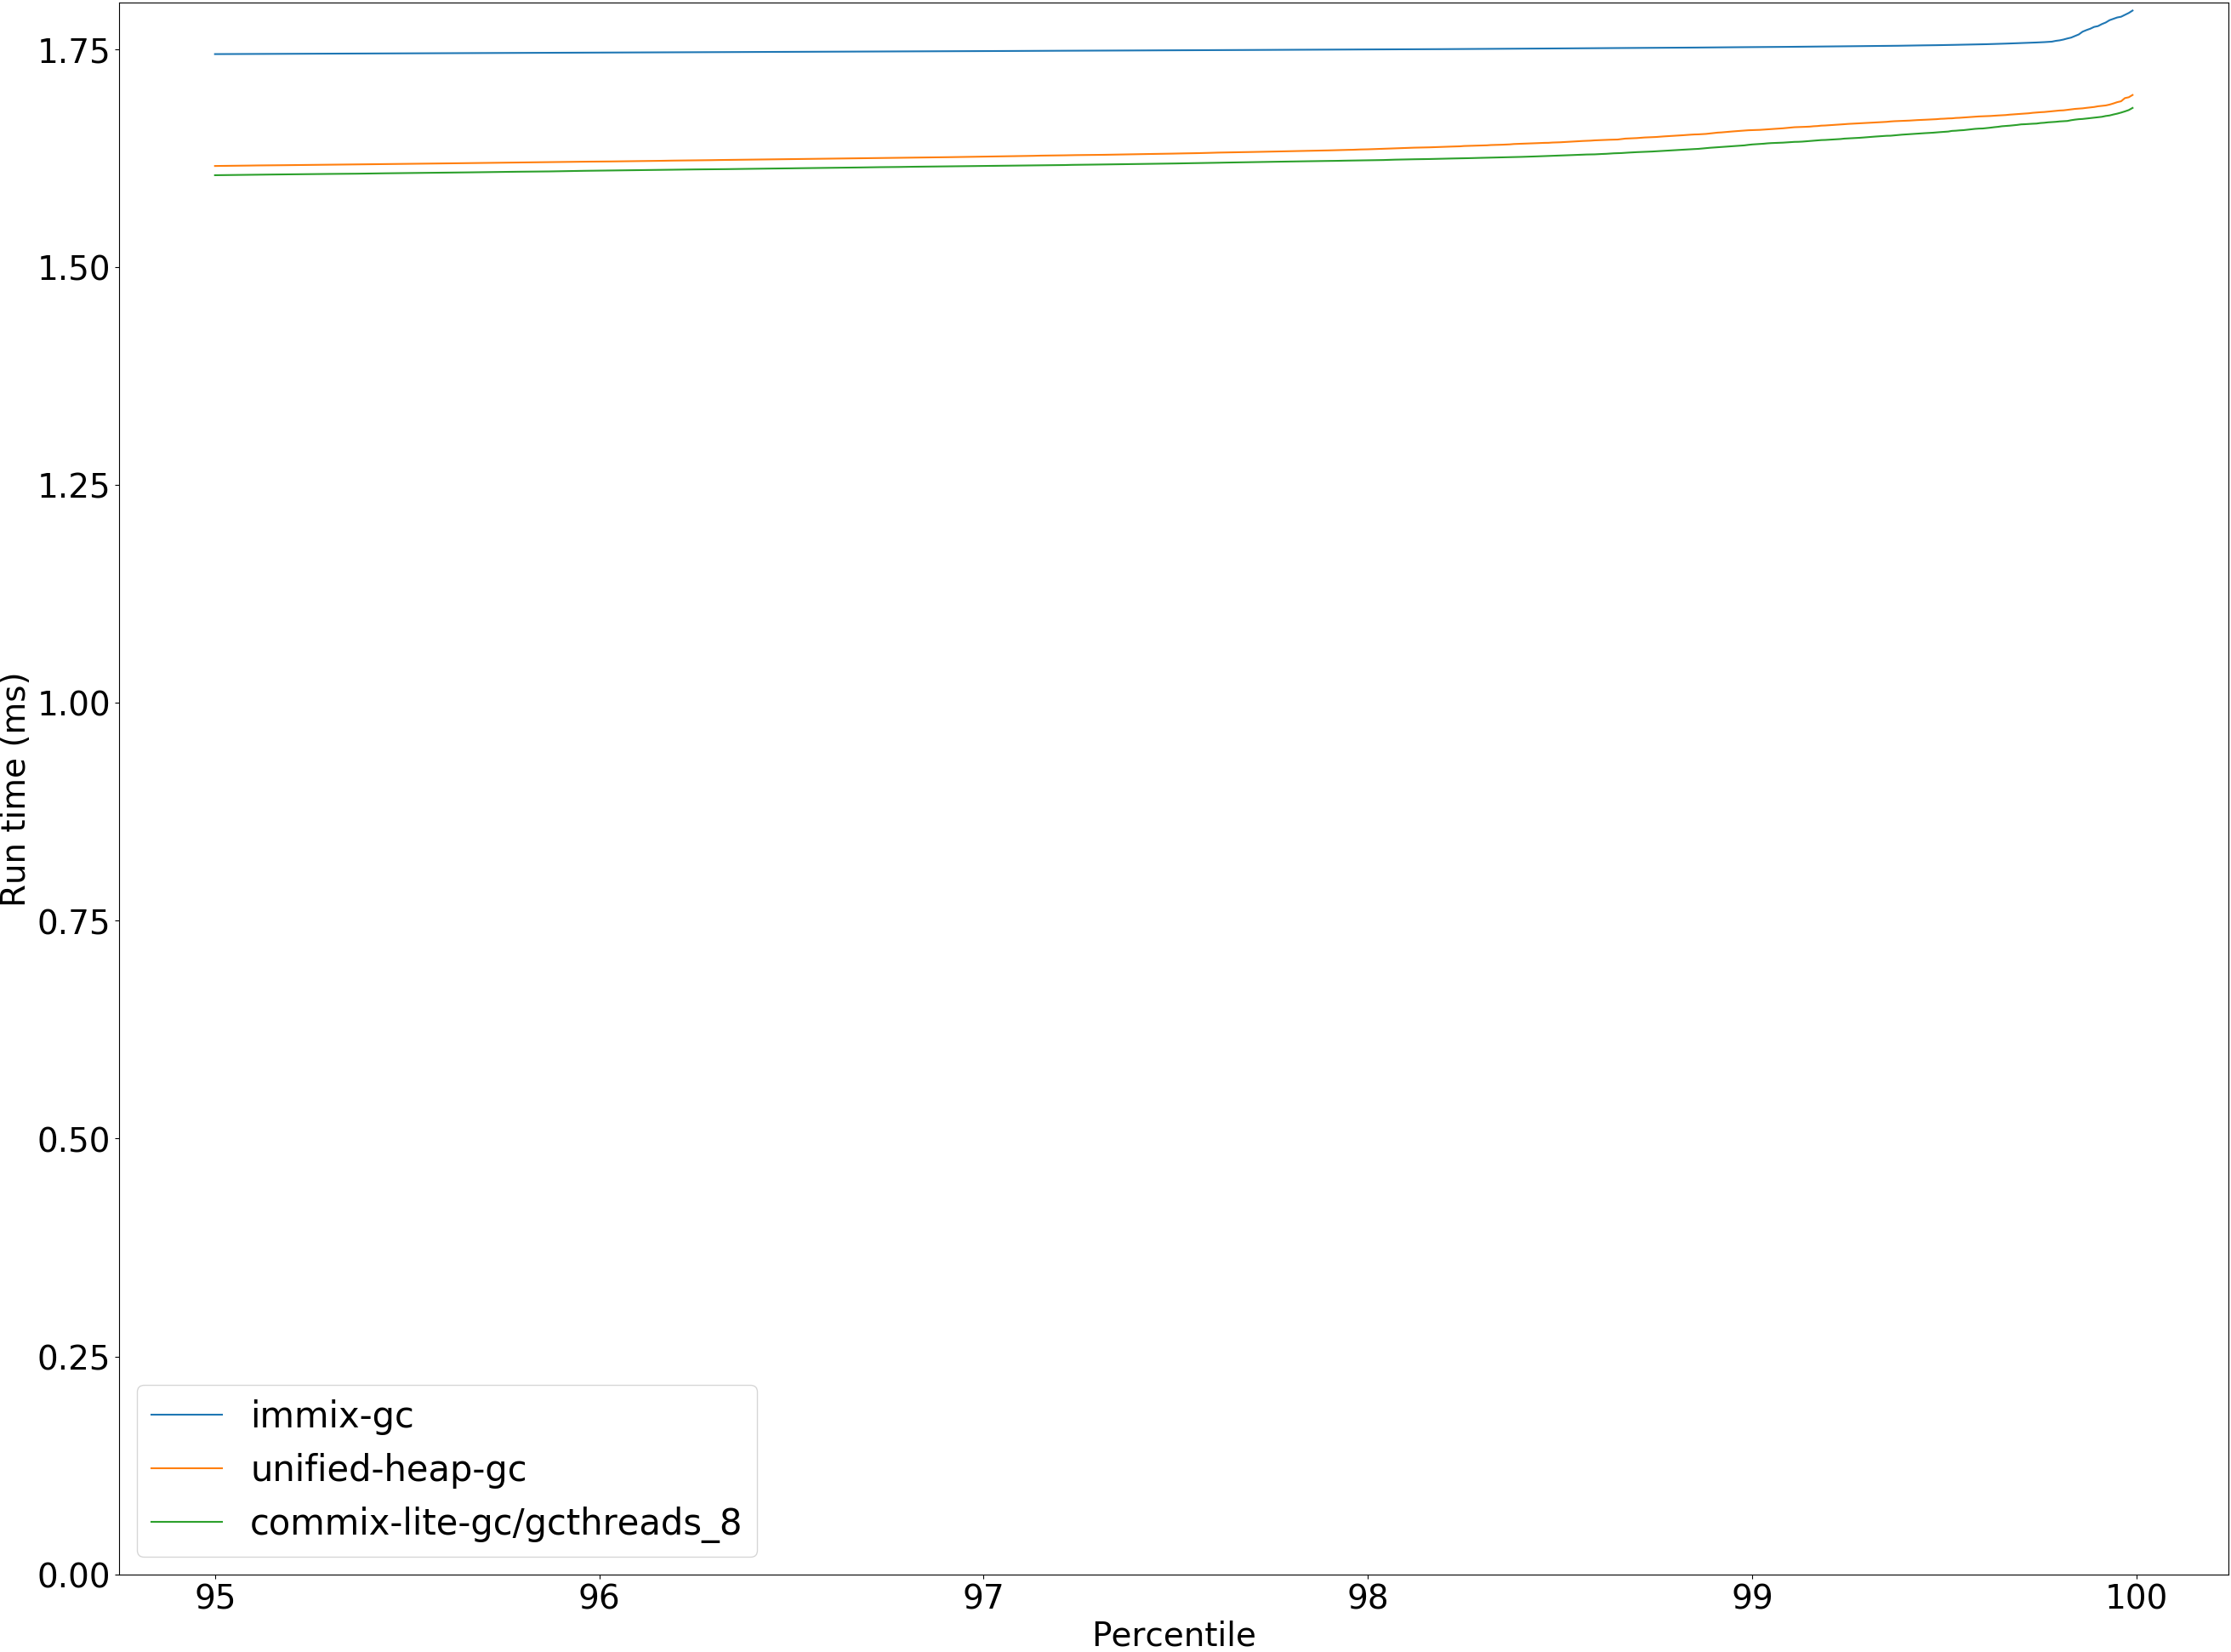 1.75
1.50
1.25
1.00
0.75
0.50
0.25
0.00
Run time (ms)
immix-gc
unified-heap-gc
commix-lite-gc/gcthreads_8
95 96 97 98 99 100
Percentile